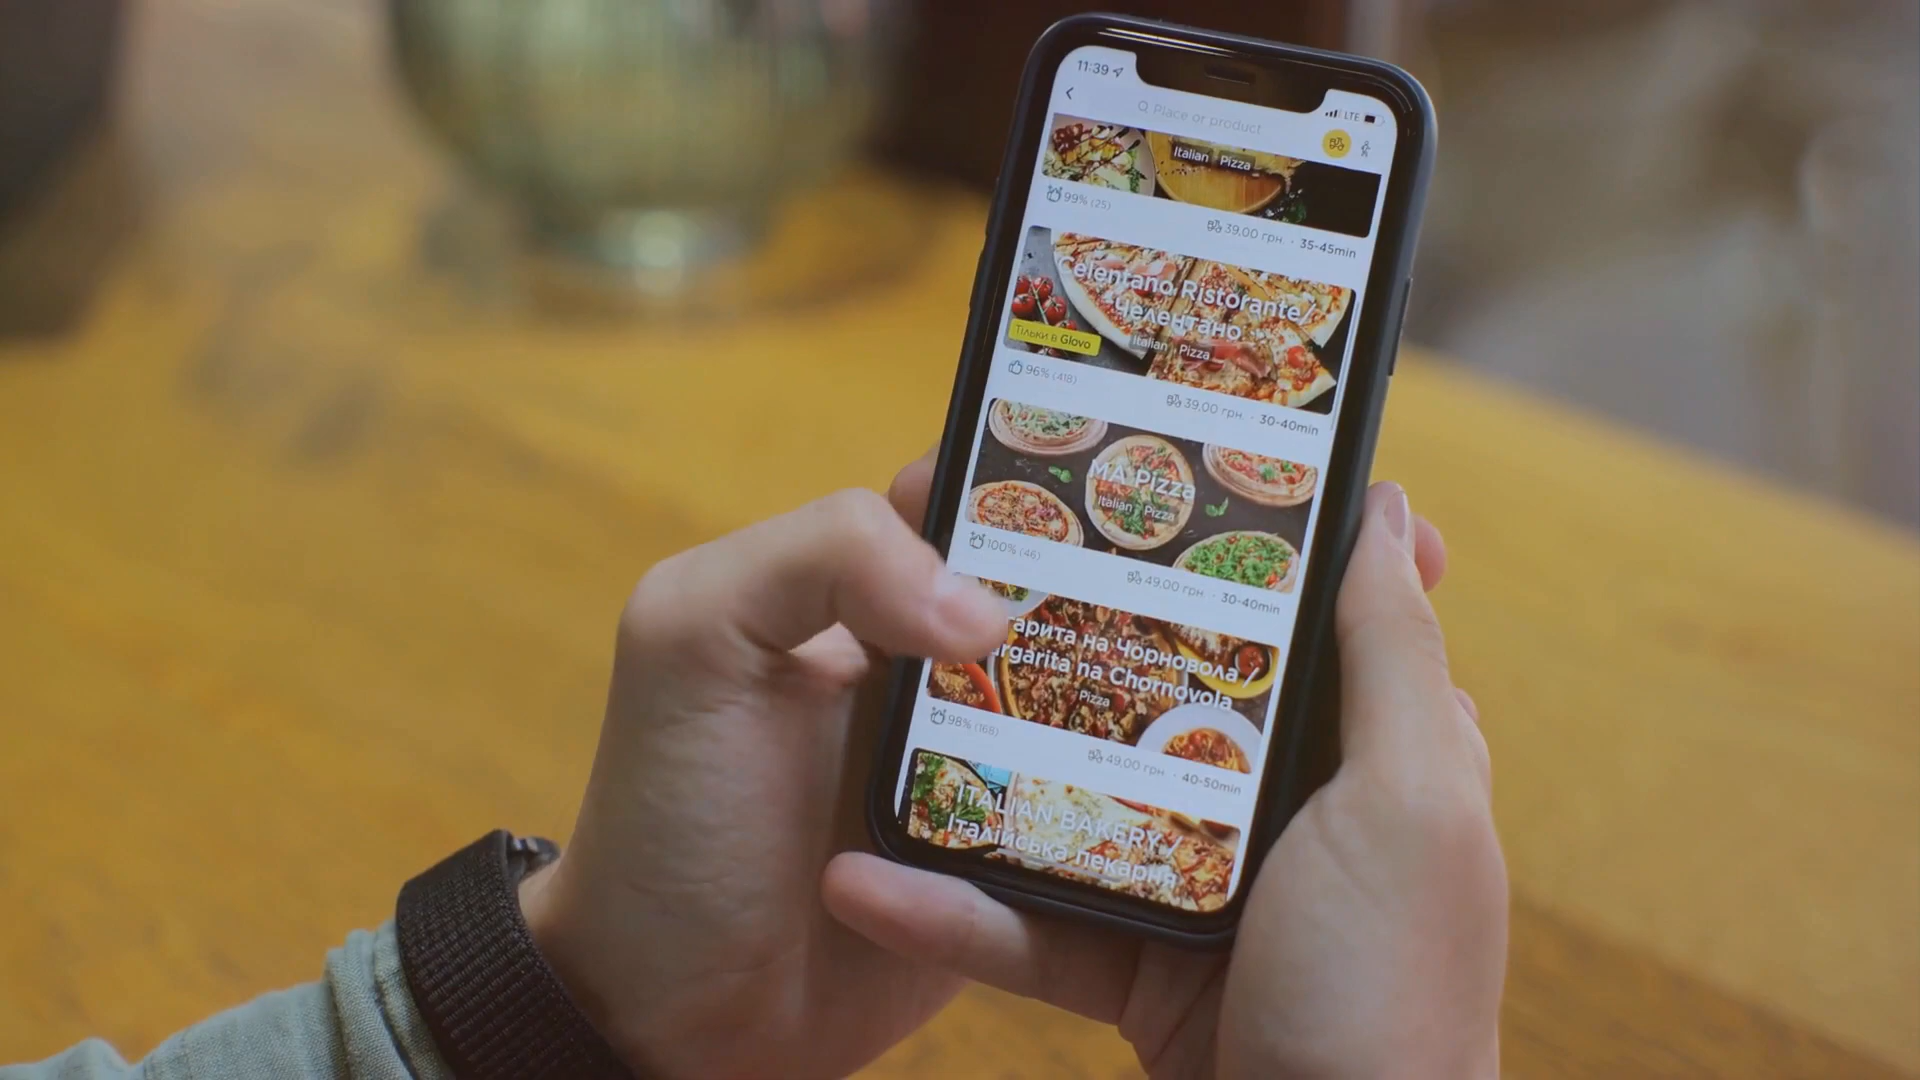 11:39
LTE
Place or product
Italian Pizza
99% (25)
39,00 грн. · 35-45min
Celentano Ristorante /
Челентано
Italian Pizza
Тільки в Glovo
96% (418)
39,00 грн. · 30-40min
MA Pizza
Italian Pizza
100% (46)
49,00 грн. · 30-40min
гарита на Чорновола /
rgarita na Chornovola
Pizza
98% (168)
49,00 грн. · 40-50min
ITALIAN BAKERY /
Італійська пекарня